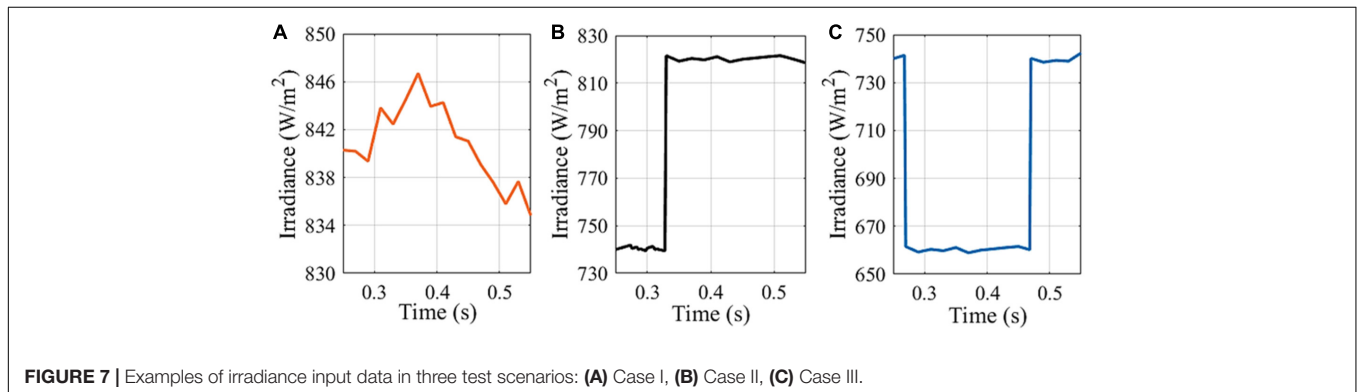 A
Irradiance (W/m²)
850
846
842
838
834
830
0.3 0.4 0.5
Time (s)
B
Irradiance (W/m²)
830
810
790
770
750
730
0.3 0.4 0.5
Time (s)
C
Irradiance (W/m²)
750
730
710
690
670
650
0.3 0.4 0.5
Time (s)
FIGURE 7 | Examples of irradiance input data in three test scenarios: (A) Case I, (B) Case II, (C) Case III.